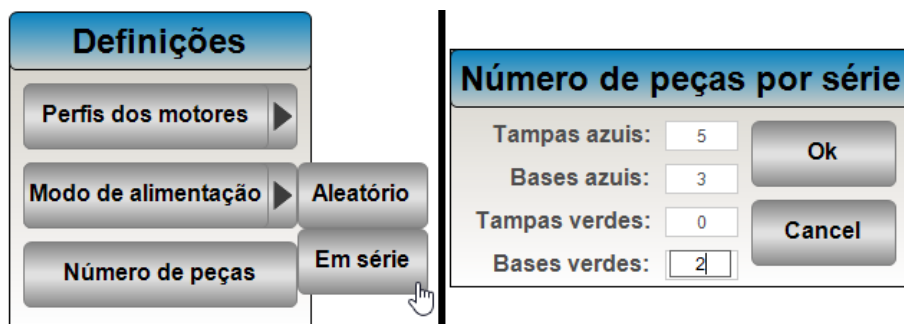 Definições
Perfis dos motores
Modo de alimentação
Aleatório
Em série
Número de peças
Número de peças por série
Tampas azuis: 5
Bases azuis: 3
Tampas verdes: 0
Bases verdes: 2
Ok
Cancel